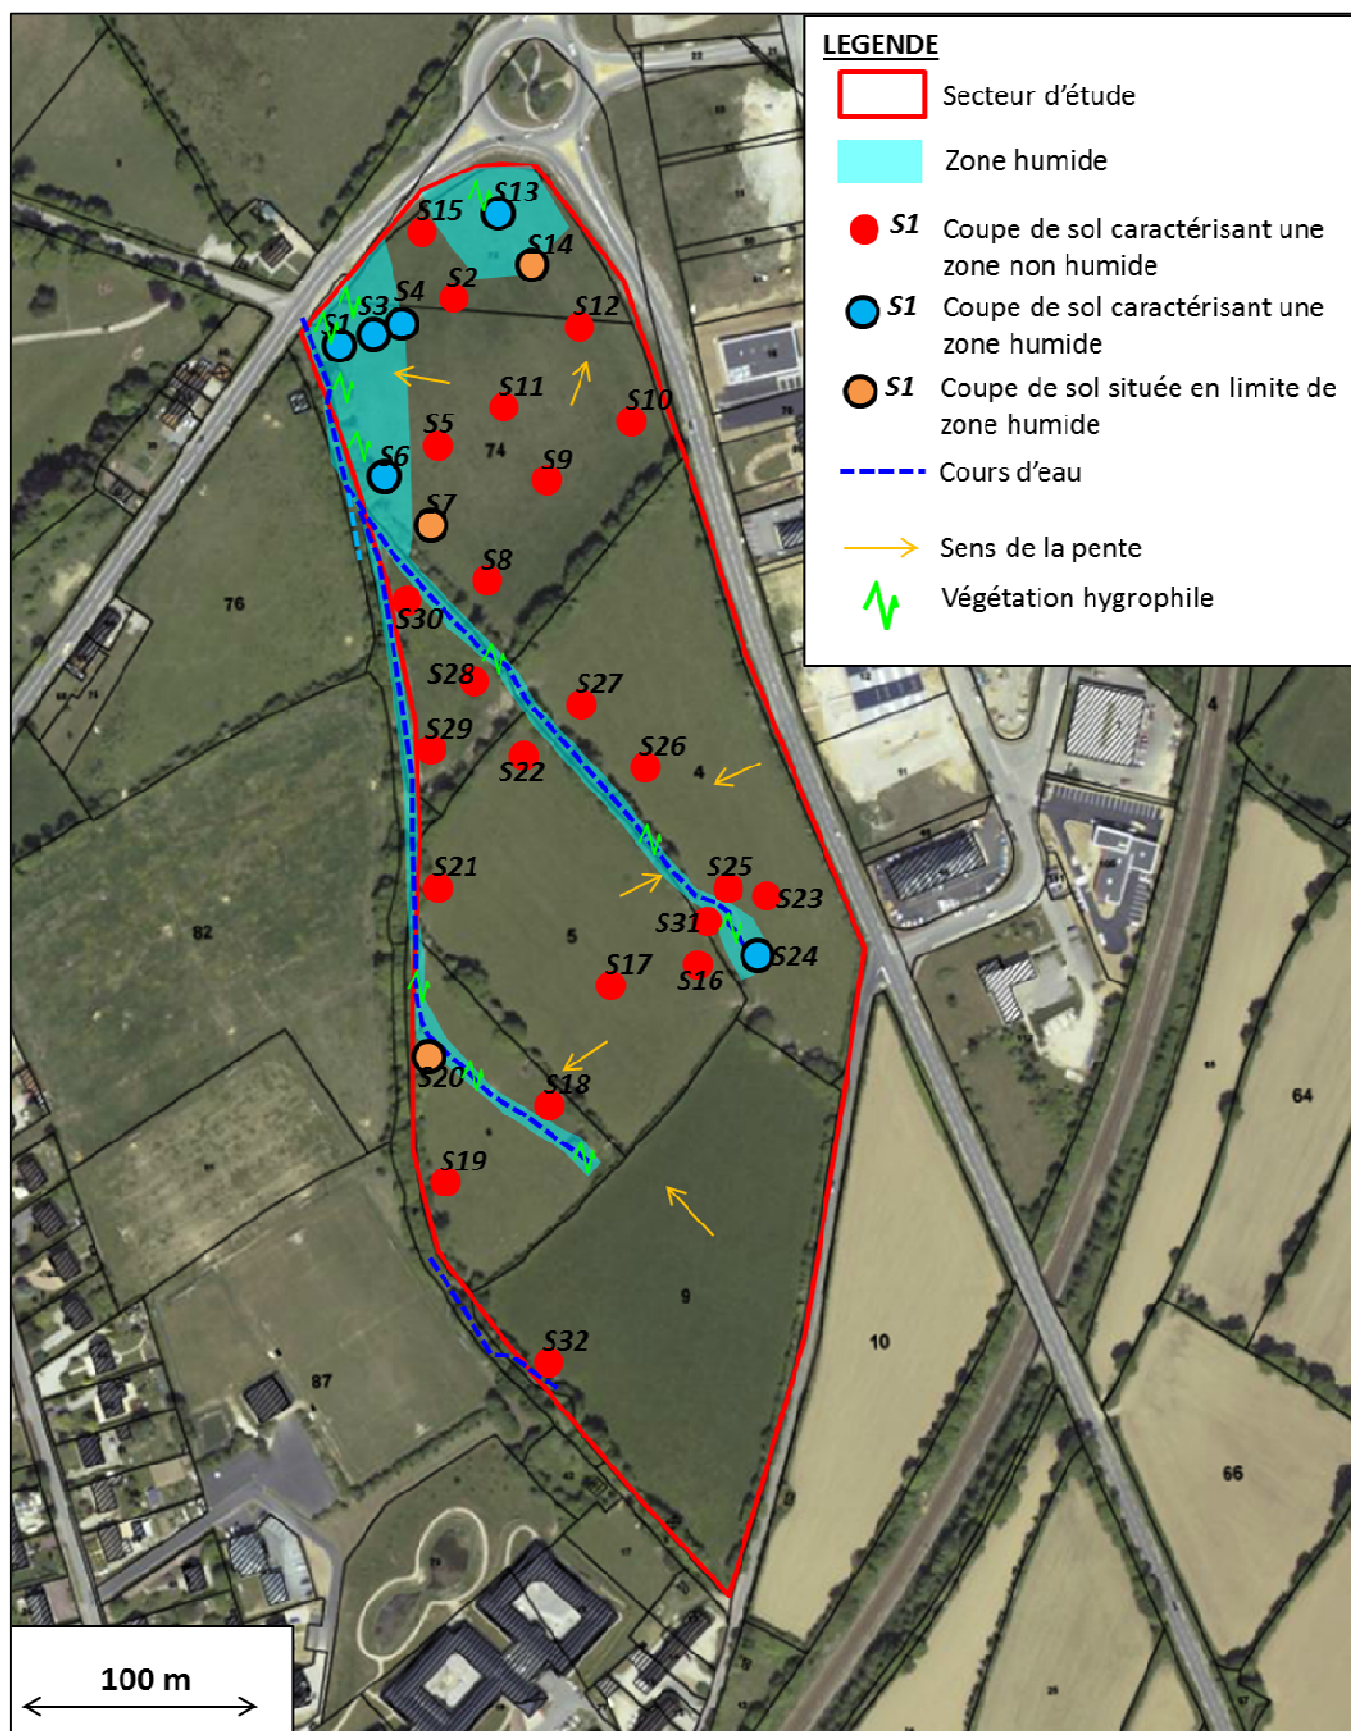 LEGENDE
Secteur d'étude
Zone humide
S1 Coupe de sol caractérisant une
zone non humide
S1 Coupe de sol caractérisant une
zone humide
S1 Coupe de sol située en limite de
zone humide
Cours d'eau
Sens de la pente
Végétation hygrophile
S13
S15
S14
S2
S4
S3
S1
S12
S11
S10
S5
74
S9
S6
S7
S8
76
S30
S28
S27
S29
S22
S26
4
4
S21
S25
S23
S31
82
5
S24
S17
S16
S20
S18
64
S19
9
S32
10
87
66
100 m